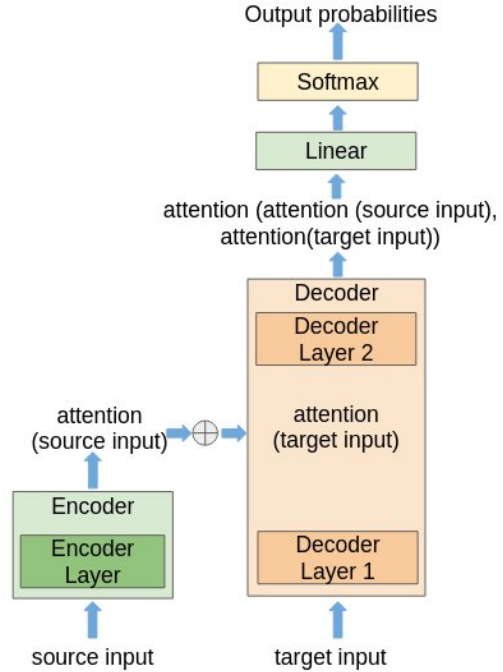 Output probabilities
Softmax
Linear
attention (attention (source input),
attention(target input))
Decoder
Decoder
Layer 2
attention
(target input)
Decoder
Layer 1
target input
attention
(source input)
Encoder
Encoder
Layer
source input